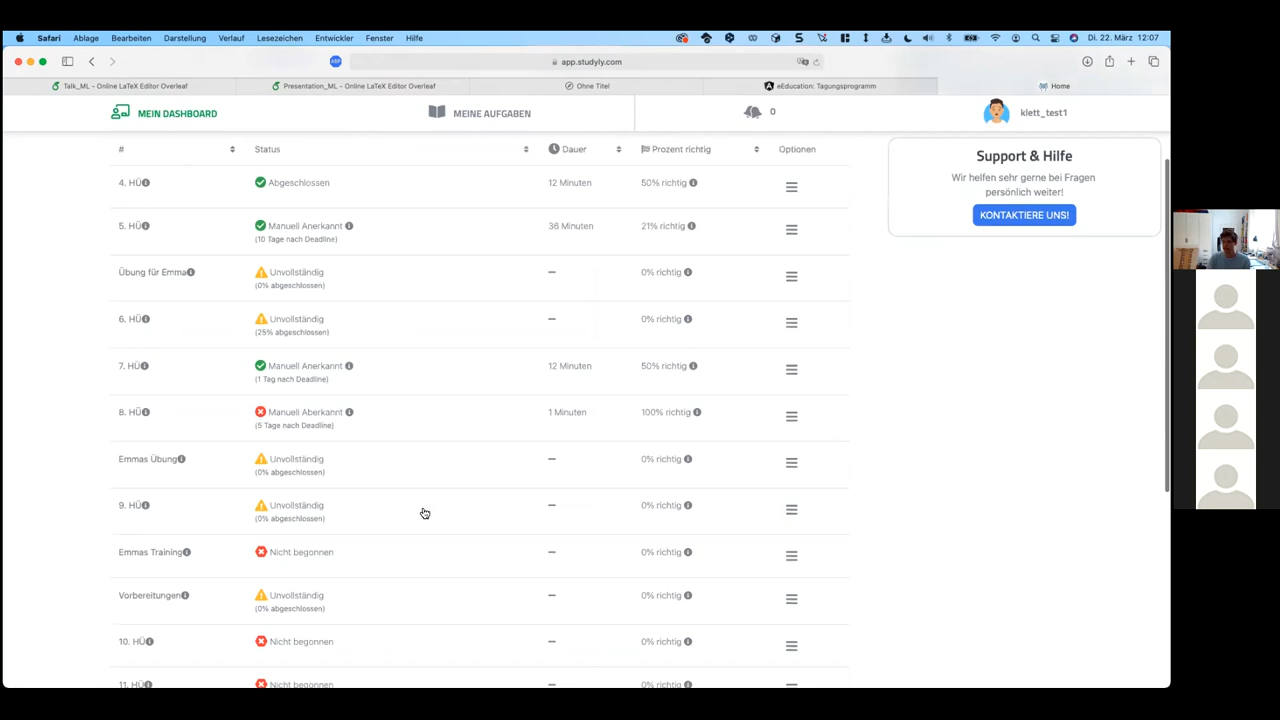 Safari Ablage Bearbeiten Darstellung Verlauf Lesezeichen Entwickler Fenster Hilfe Di. 22. März 12:07
app.studyly.com
Talk_ML - Online LaTeX Editor Overleaf Presentation_ML - Online LaTeX Editor Overleaf Ohne Titel eEducation: Tagungsprogramm Home
MEIN DASHBOARD MEINE AUFGABEN 0 klett_test1
# Status Dauer Prozent richtig Optionen
4. HÜ Abgeschlossen 12 Minuten 50% richtig
5. HÜ Manuell Anerkannt 36 Minuten 21% richtig
(10 Tage nach Deadline)
Übung für Emma Unvollständig – 0% richtig
(0% abgeschlossen)
6. HÜ Unvollständig – 0% richtig
(25% abgeschlossen)
7. HÜ Manuell Anerkannt 12 Minuten 50% richtig
(1 Tag nach Deadline)
8. HÜ Manuell Aberkannt 1 Minuten 100% richtig
(5 Tage nach Deadline)
Emmas Übung Unvollständig – 0% richtig
(0% abgeschlossen)
9. HÜ Unvollständig – 0% richtig
(0% abgeschlossen)
Emmas Training Nicht begonnen – 0% richtig
Vorbereitungen Unvollständig – 0% richtig
(0% abgeschlossen)
10. HÜ Nicht begonnen – 0% richtig
11. HÜ Nicht begonnen – 0% richtig
Support & Hilfe
Wir helfen sehr gerne bei Fragen
persönlich weiter!
KONTAKTIERE UNS!